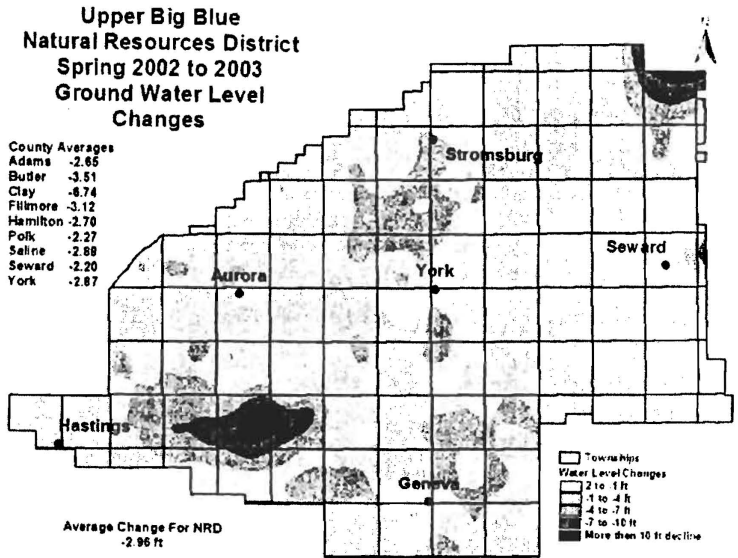 Upper Big Blue
Natural Resources District
Spring 2002 to 2003
Ground Water Level
Changes
County Averages
Adams -2.65
Butler -3.51
Clay -6.74
Fillmore -3.12
Hamilton -2.70
Polk -2.27
Saline -2.89
Seward -2.20
York -2.87
Stromsburg
Seward
Aurora
York
Hastings
Geneva
Townships
Water Level Changes
2 to -1 ft
-1 to -4 ft
-4 to -7 ft
-7 to -10 ft
More than 10 ft decline
Average Change For NRD
-2.96 ft